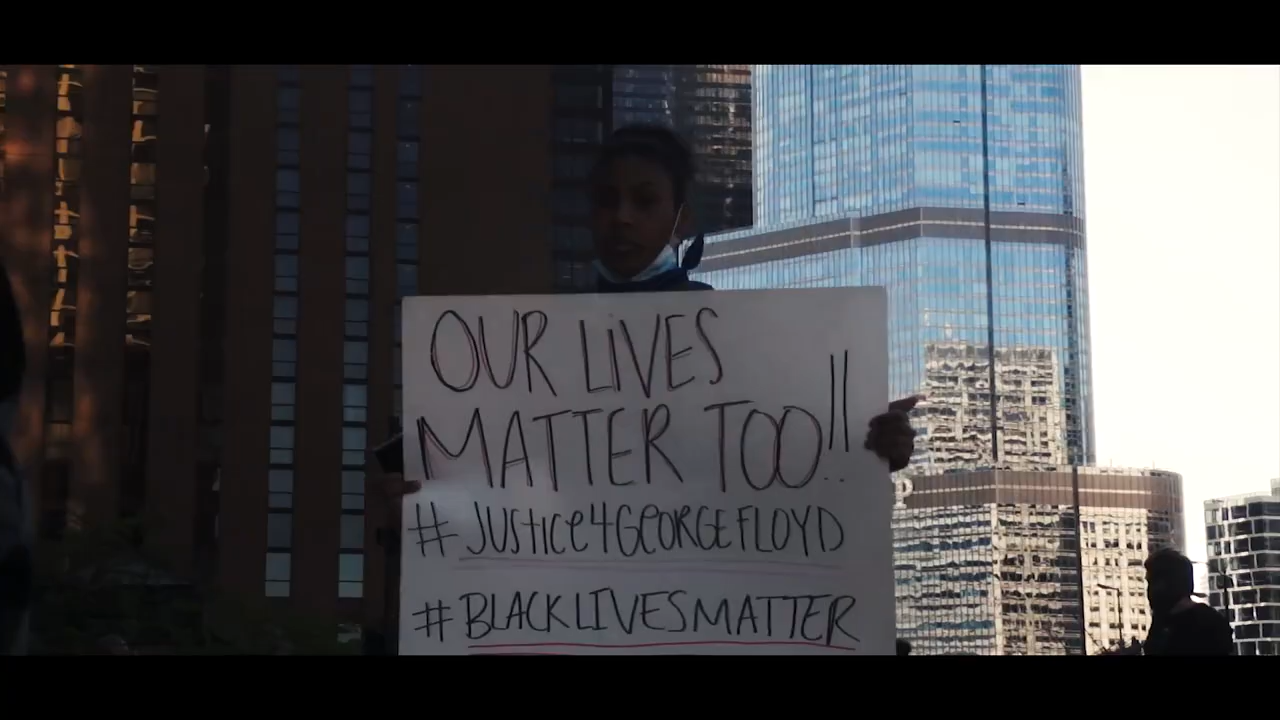 OUR LIVES
MATTER TOO!!
#JUSTICE4GEORGEFLOYD
#BLACKLIVESMATTER
P